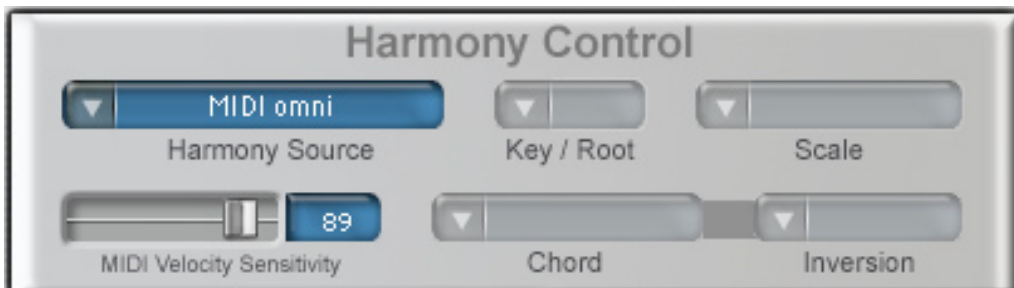 Harmony Control
MIDI omni
Harmony Source
Key / Root
Scale
89
MIDI Velocity Sensitivity
Chord
Inversion